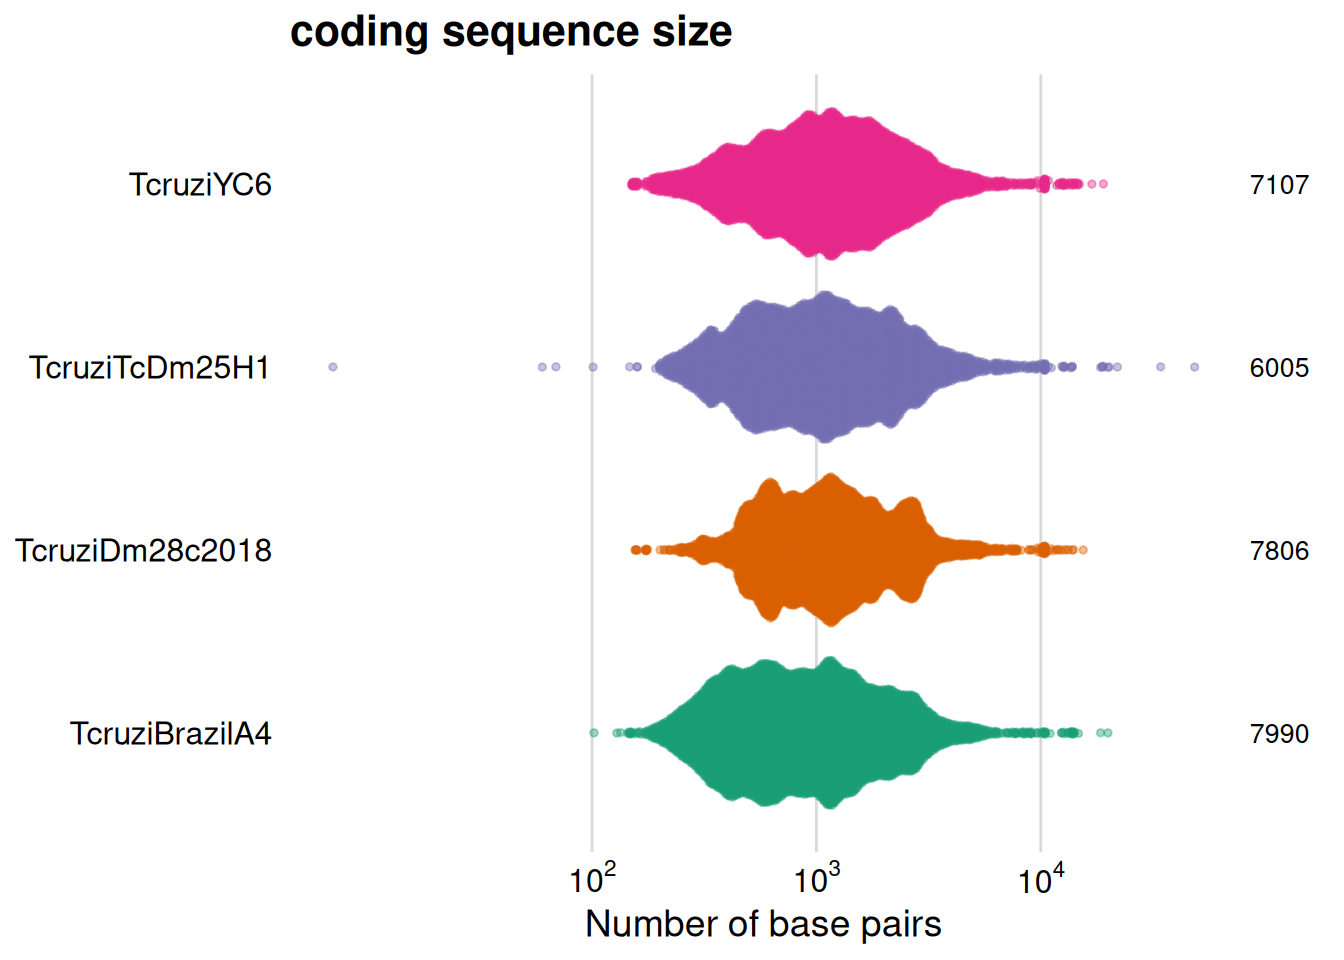 coding sequence size
TcruziYC6 7107
TcruziTcDm25H1 6005
TcruziDm28c2018 7806
TcruziBrazilA4 7990
10² 10³ 10⁴
Number of base pairs